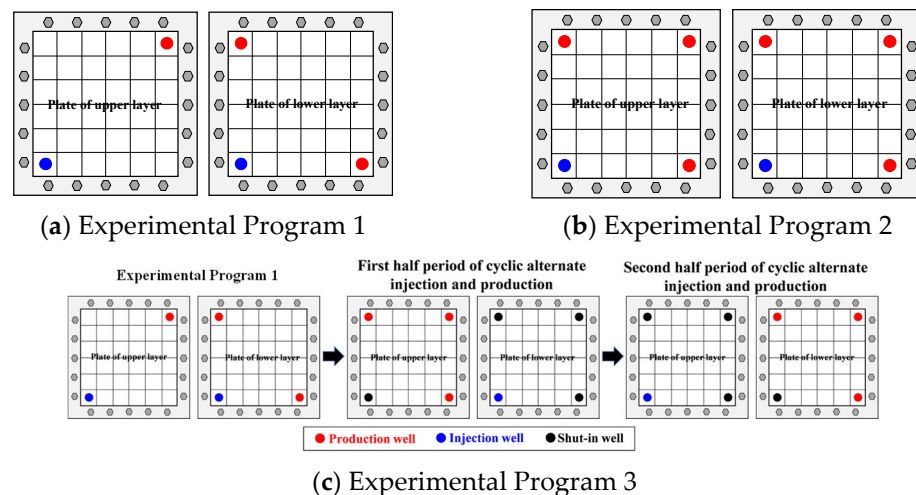 Plate of upper layer
Plate of lower layer
Plate of upper layer
Plate of lower layer
(a) Experimental Program 1
(b) Experimental Program 2
Experimental Program 1
First half period of cyclic alternate
injection and production
Second half period of cyclic alternate
injection and production
Plate of upper layer
Plate of lower layer
Plate of upper layer
Plate of lower layer
Plate of upper layer
Plate of lower layer
Production well
Injection well
Shut-in well
(c) Experimental Program 3